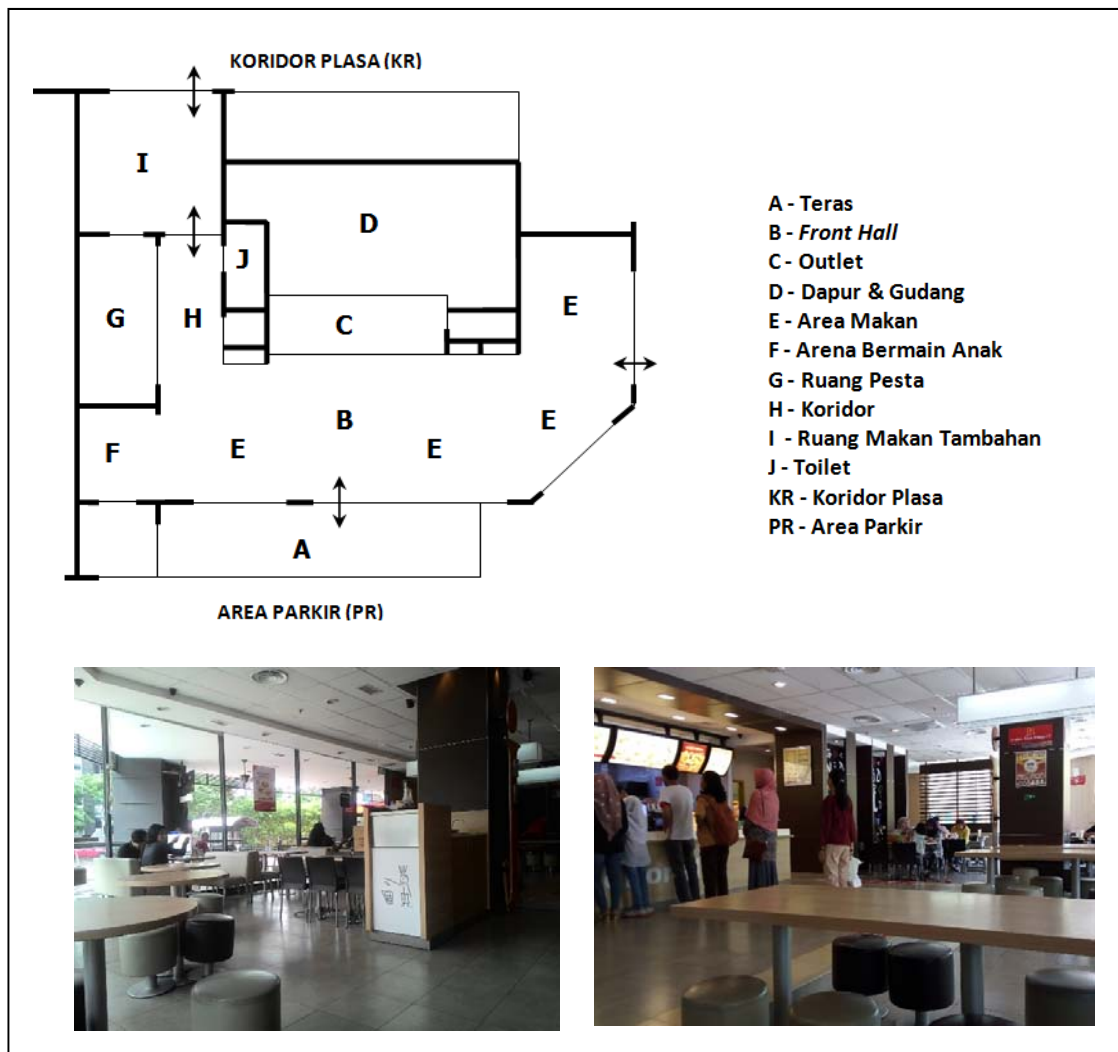 KORIDOR PLASA (KR)
I
D
J
G
H
C
E
B
E
F
E
E
A
AREA PARKIR (PR)
A - Teras
B - Front Hall
C - Outlet
D - Dapur & Gudang
E - Area Makan
F - Arena Bermain Anak
G - Ruang Pesta
H - Koridor
I - Ruang Makan Tambahan
J - Toilet
KR - Koridor Plasa
PR - Area Parkir